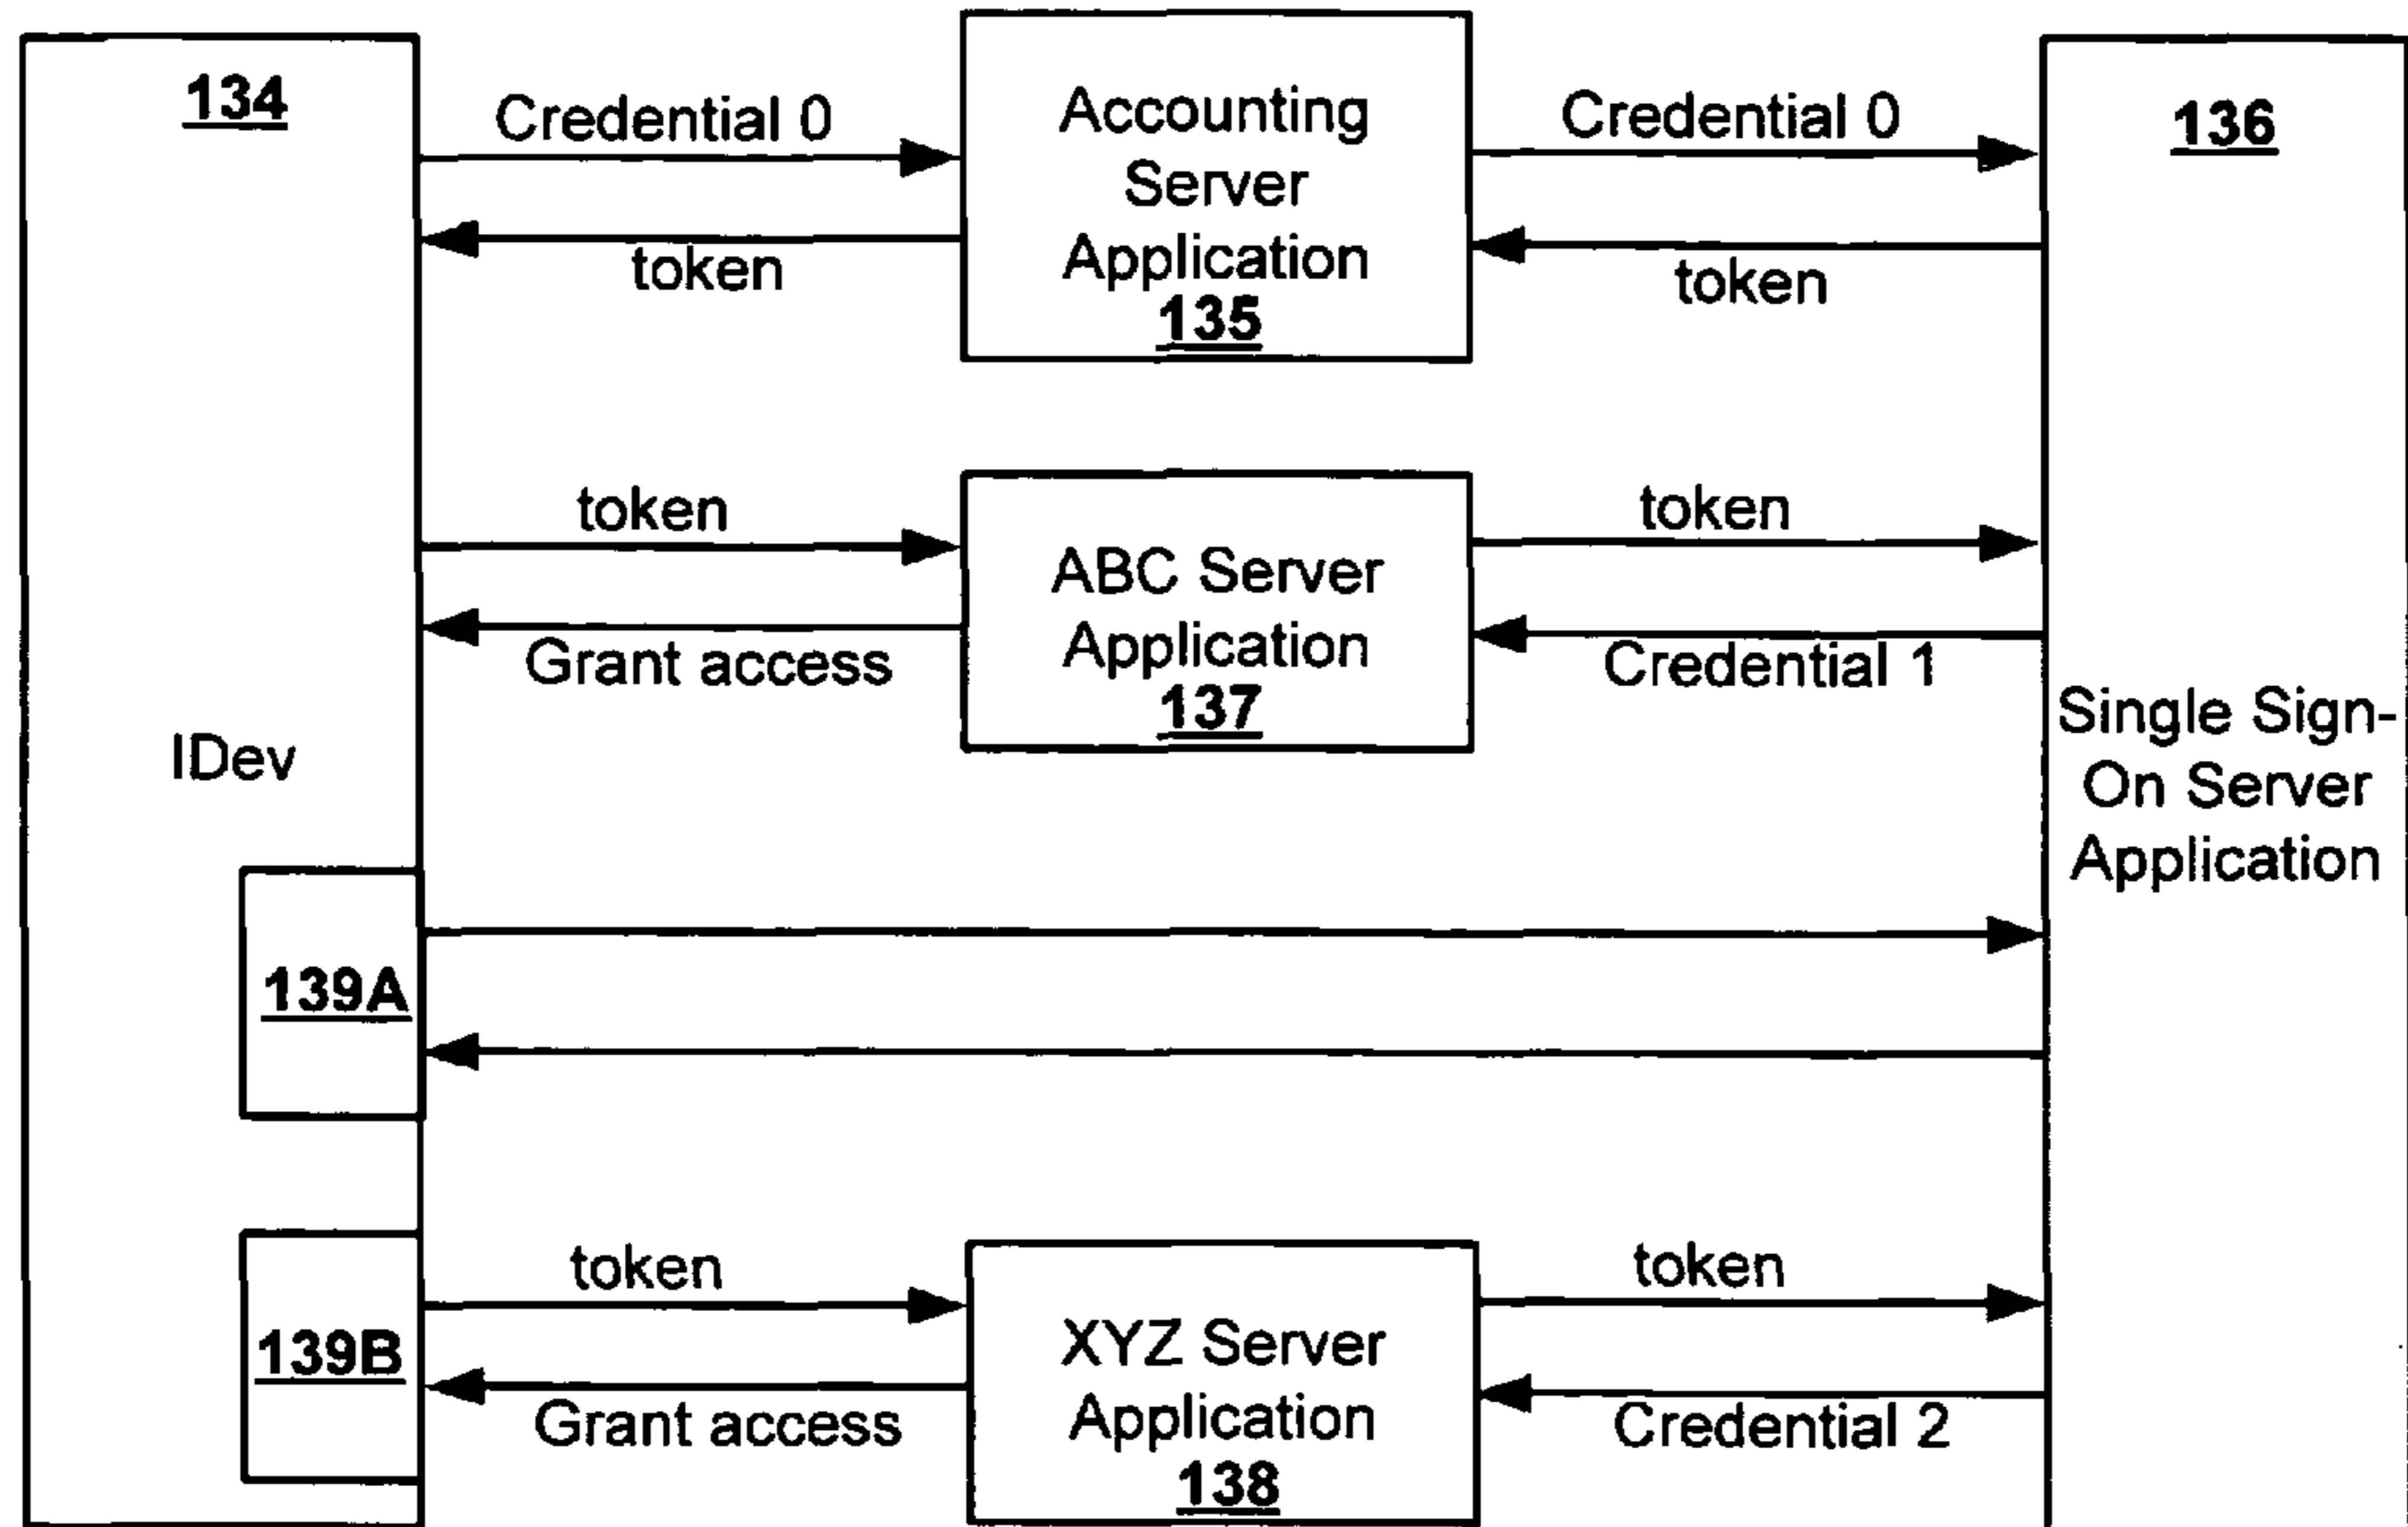 134
Credential 0
token
Accounting
Server
Application
135
Credential 0
token
136
token
Grant access
ABC Server
Application
137
token
Credential 1
IDev
Single Sign-
On Server
Application
139A
139B
token
Grant access
XYZ Server
Application
138
token
Credential 2